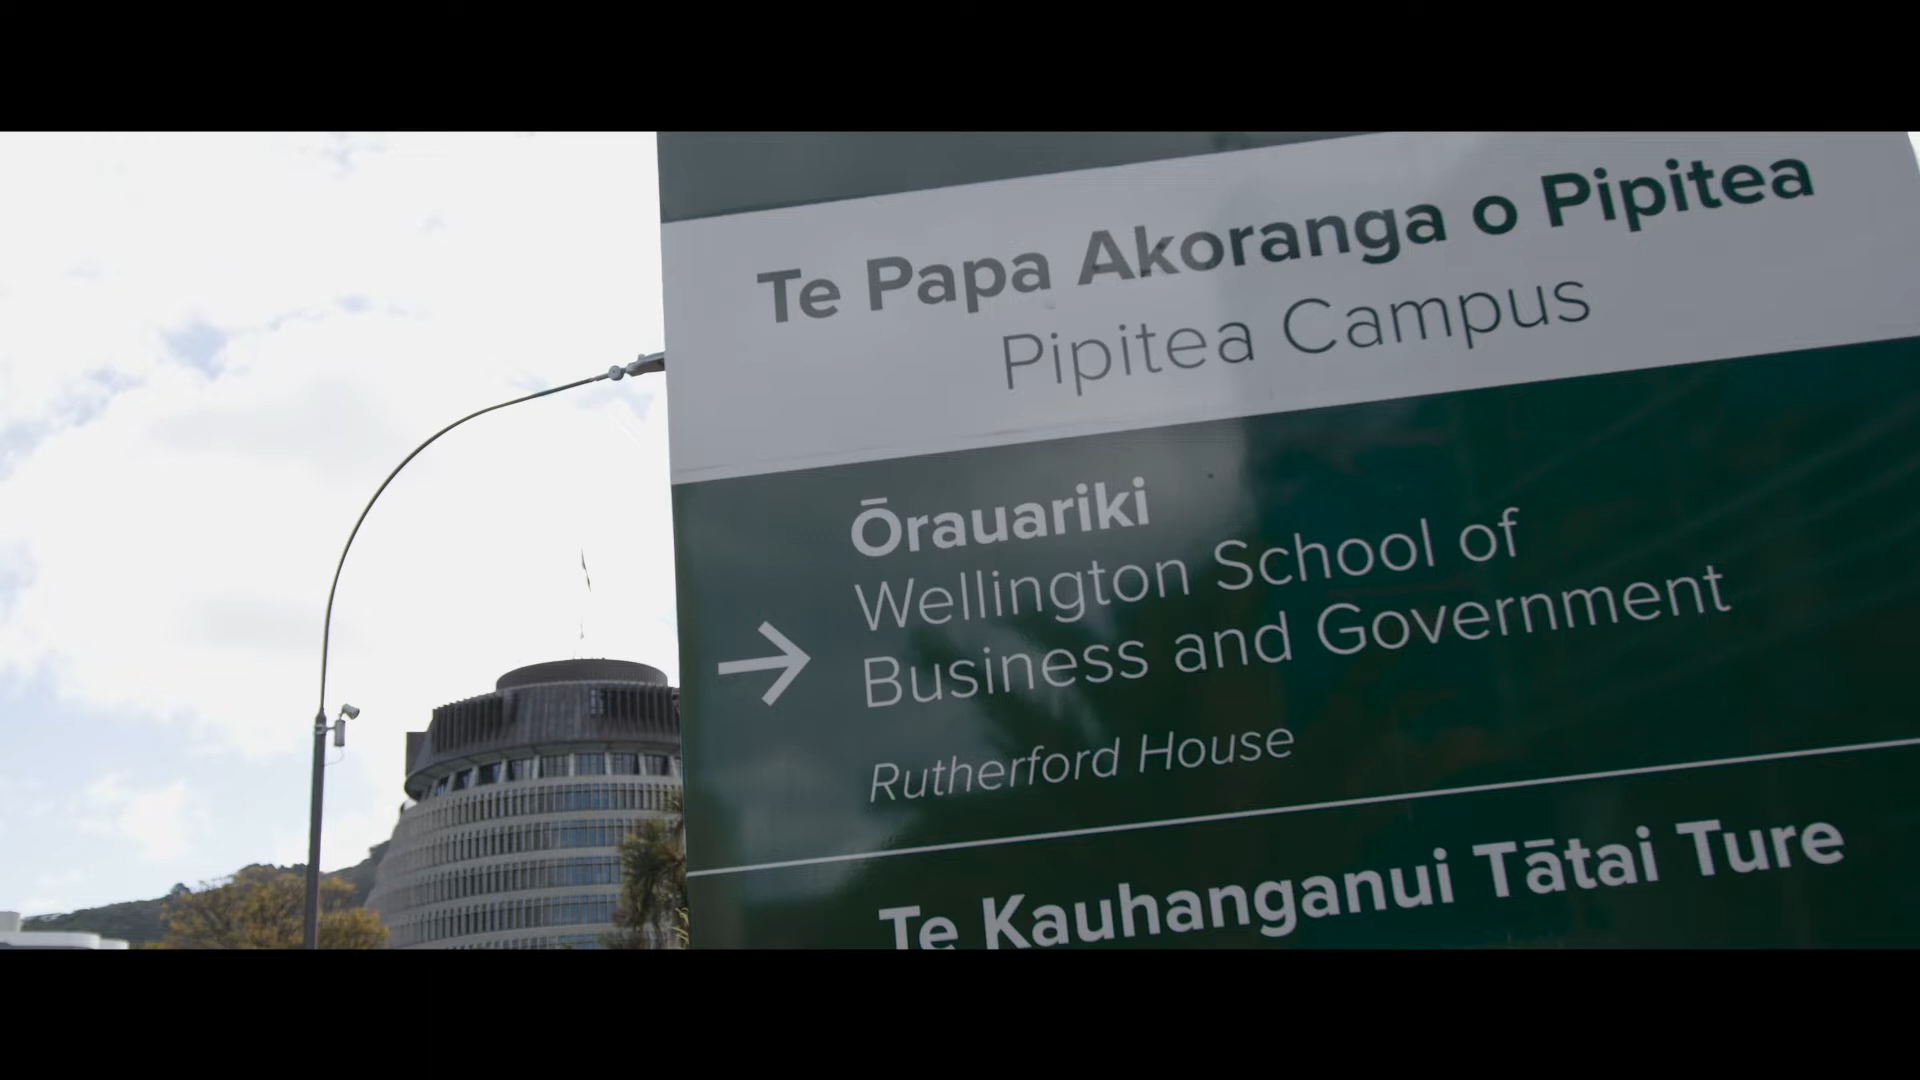 Te Papa Akoranga o Pipitea
Pipitea Campus
Ōrauariki
Wellington School of
Business and Government
Rutherford House
Te Kauhanganui Tātai Ture